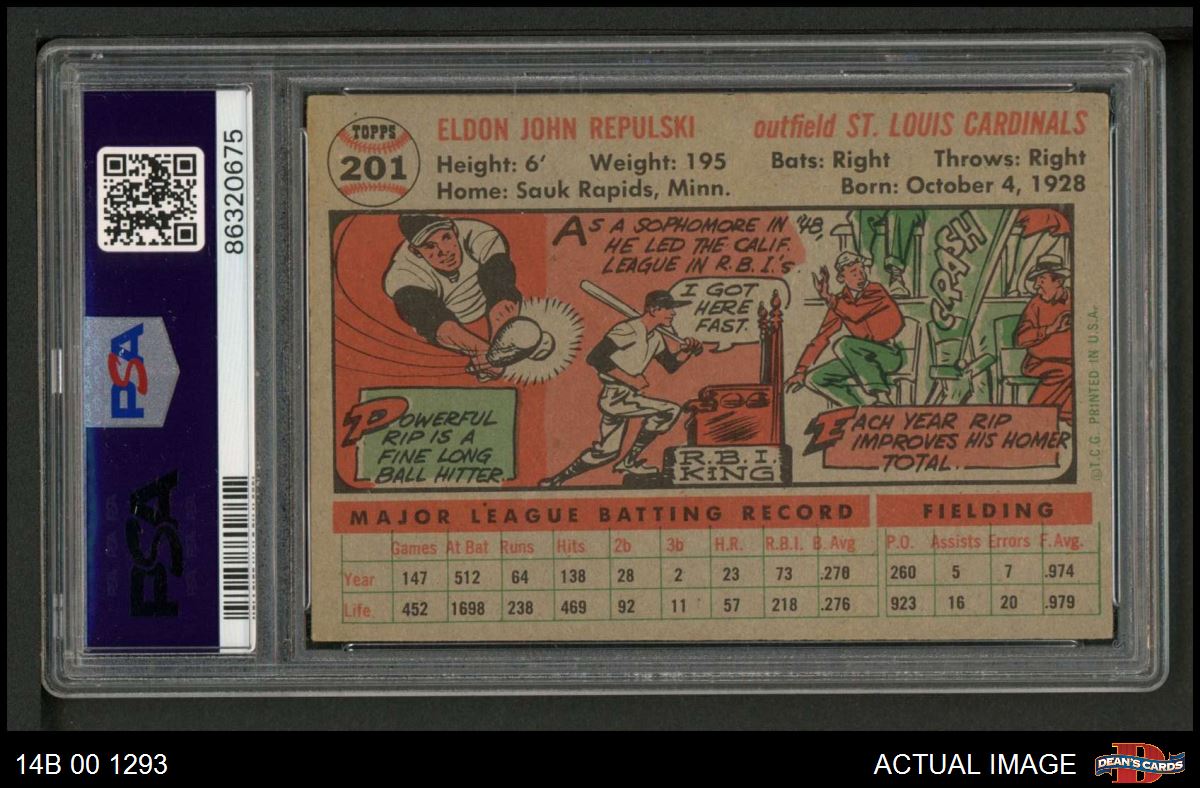 PSA
86320675
PSA
TOPPS
201
ELDON JOHN REPULSKI outfield ST. LOUIS CARDINALS
Height: 6' Weight: 195 Bats: Right Throws: Right
Home: Sauk Rapids, Minn. Born: October 4, 1928
POWERFUL
RIP IS A
FINE LONG
BALL HITTER.
AS A SOPHOMORE IN '48,
HE LED THE CALIF.
LEAGUE IN R.B.I.'s.
I GOT
HERE
FAST.
R.B.I.
KING
CRASH
EACH YEAR RIP
IMPROVES HIS HOMER
TOTAL.
©T.C.G. PRINTED IN U.S.A.
MAJOR LEAGUE BATTING RECORD FIELDING
Games At Bat Runs Hits 2b 3b H.R. R.B.I. B. Avg P.O. Assists Errors F. Avg.
Year 147 512 64 138 28 2 23 73 .270 260 5 7 .974
Life 452 1698 238 469 92 11 57 218 .276 923 16 20 .979
14B 00 1293 ACTUAL IMAGE
D
DEAN'S CARDS